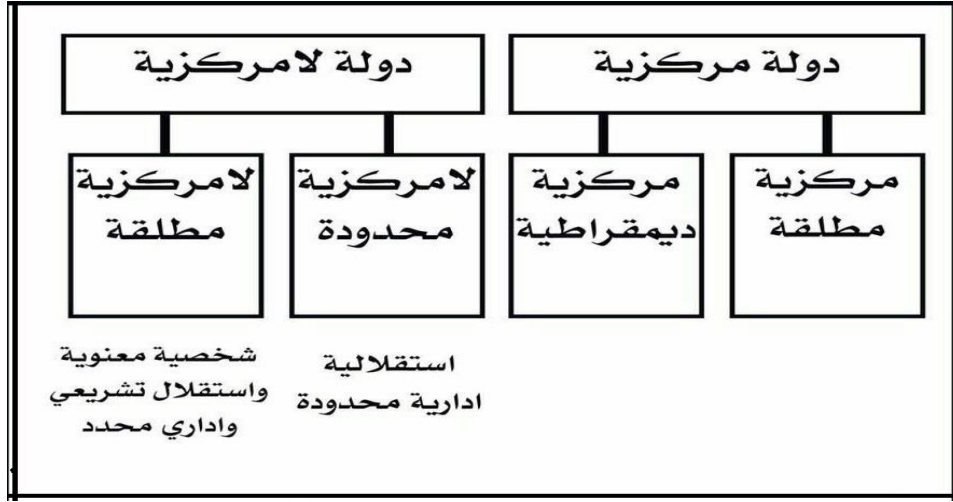 دولة مركزية
دولة لامركزية
مركزية
مطلقة
مركزية
ديمقراطية
لامركزية
محدودة
لامركزية
مطلقة
استقلالية
ادارية محدودة
شخصية معنوية
واستقلال تشريعي
واداري محدد